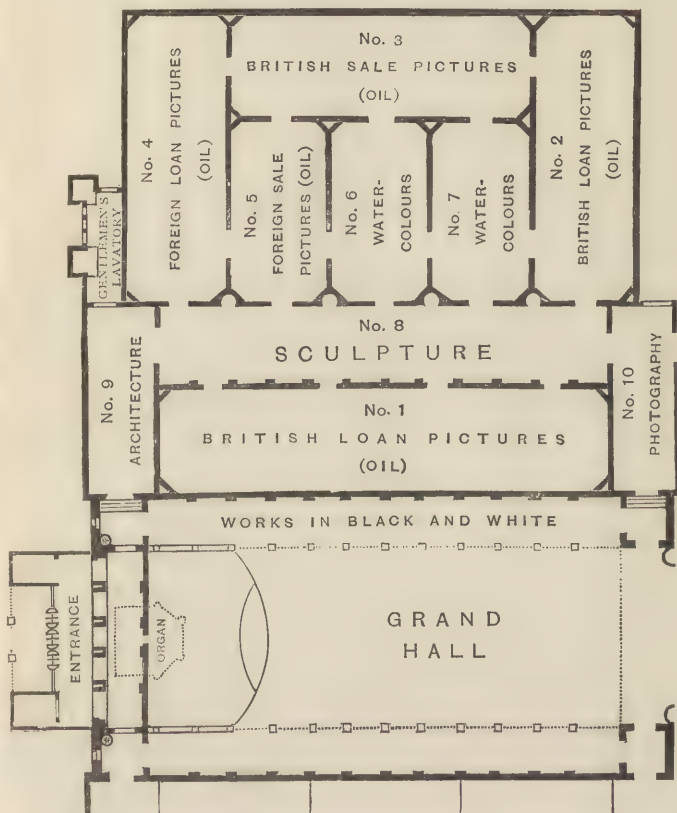 No. 3
BRITISH SALE PICTURES
(OIL)
No. 4
FOREIGN LOAN PICTURES
(OIL)
No. 5
FOREIGN SALE
PICTURES (OIL)
No. 6
WATER-
COLOURS
No. 7
WATER-
COLOURS
No. 2
BRITISH LOAN PICTURES
(OIL)
GENTLEMEN'S
LAVATORY
No. 8
SCULPTURE
No. 9
ARCHITECTURE
No. 1
BRITISH LOAN PICTURES
(OIL)
No. 10
PHOTOGRAPHY
WORKS IN BLACK AND WHITE
ENTRANCE
ORGAN
GRAND
HALL